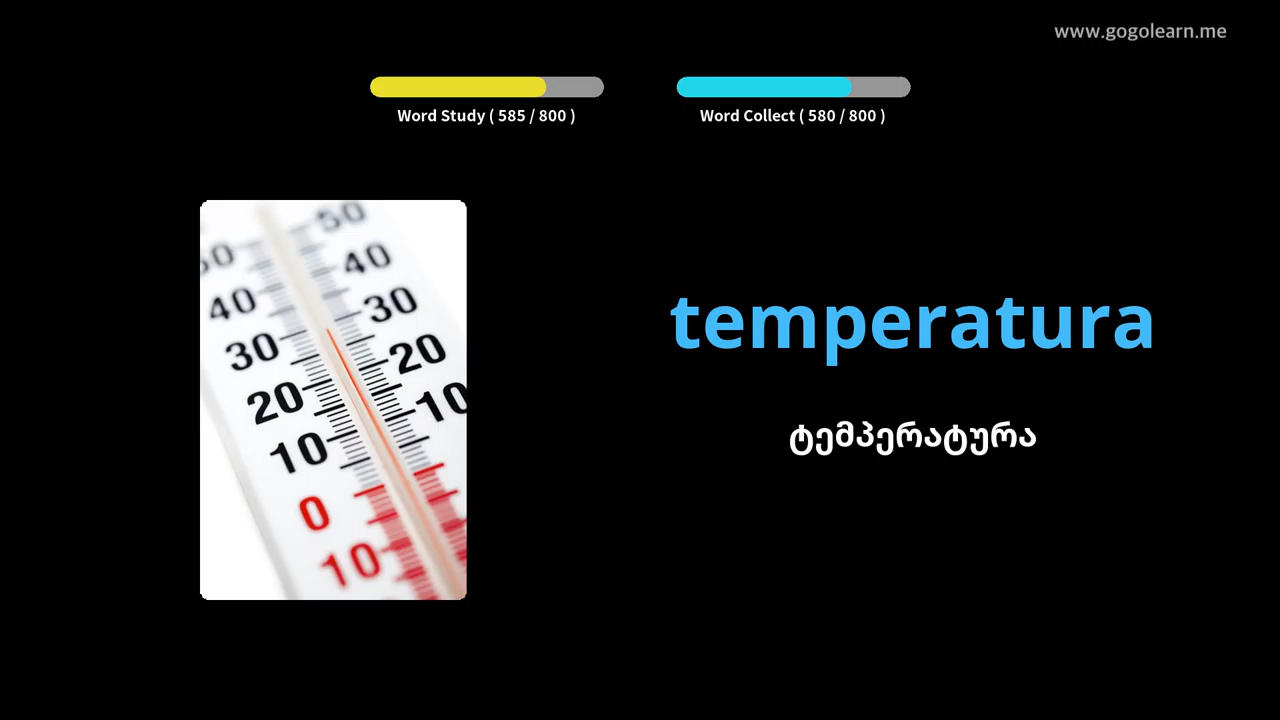 www.gogolearn.me
Word Study ( 585 / 800 )
Word Collect ( 580 / 800 )
temperatura
ტემპერატურა
50
50
40
40
30
30
20
20
10
10
0
10